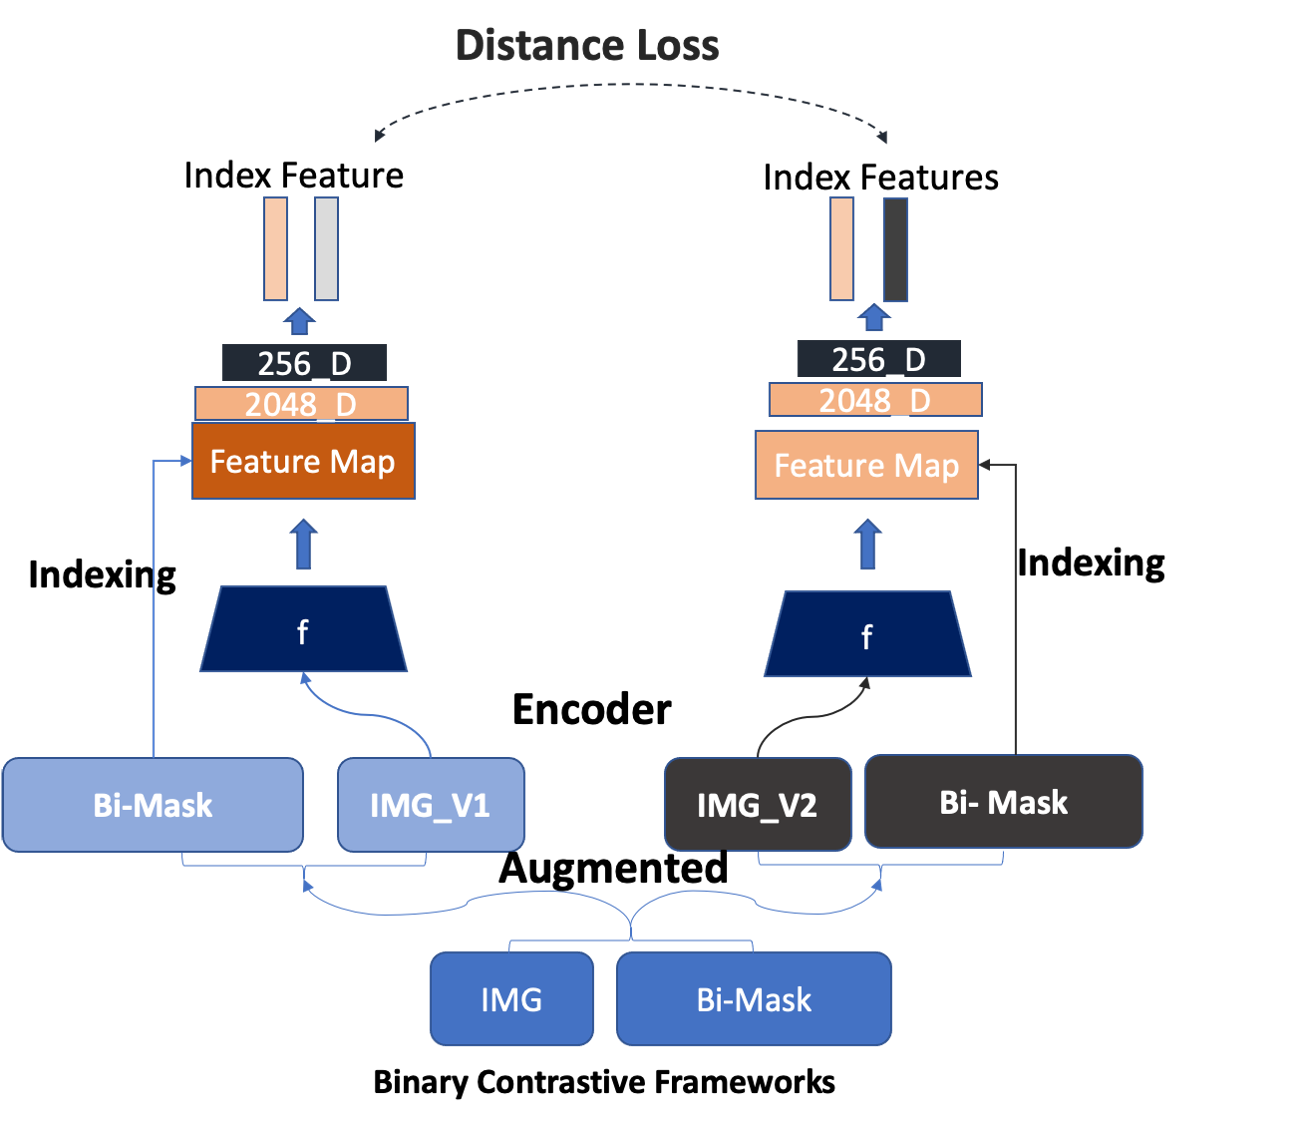 Distance Loss
Index Feature
Index Features
256_D
256_D
2048_D
2048_D
Feature Map
Feature Map
Indexing
Indexing
f
f
Encoder
Bi-Mask
IMG_V1
IMG_V2
Bi- Mask
Augmented
IMG
Bi-Mask
Binary Contrastive Frameworks